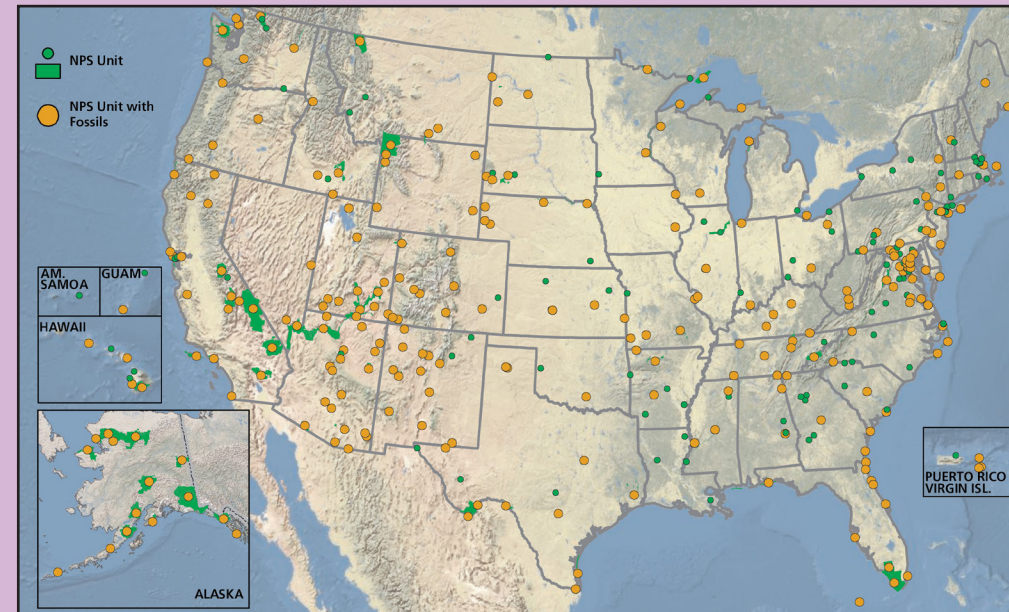 NPS Unit
NPS Unit with
Fossils
AM.
SAMOA
GUAM
HAWAII
ALASKA
PUERTO RICO
VIRGIN ISL.